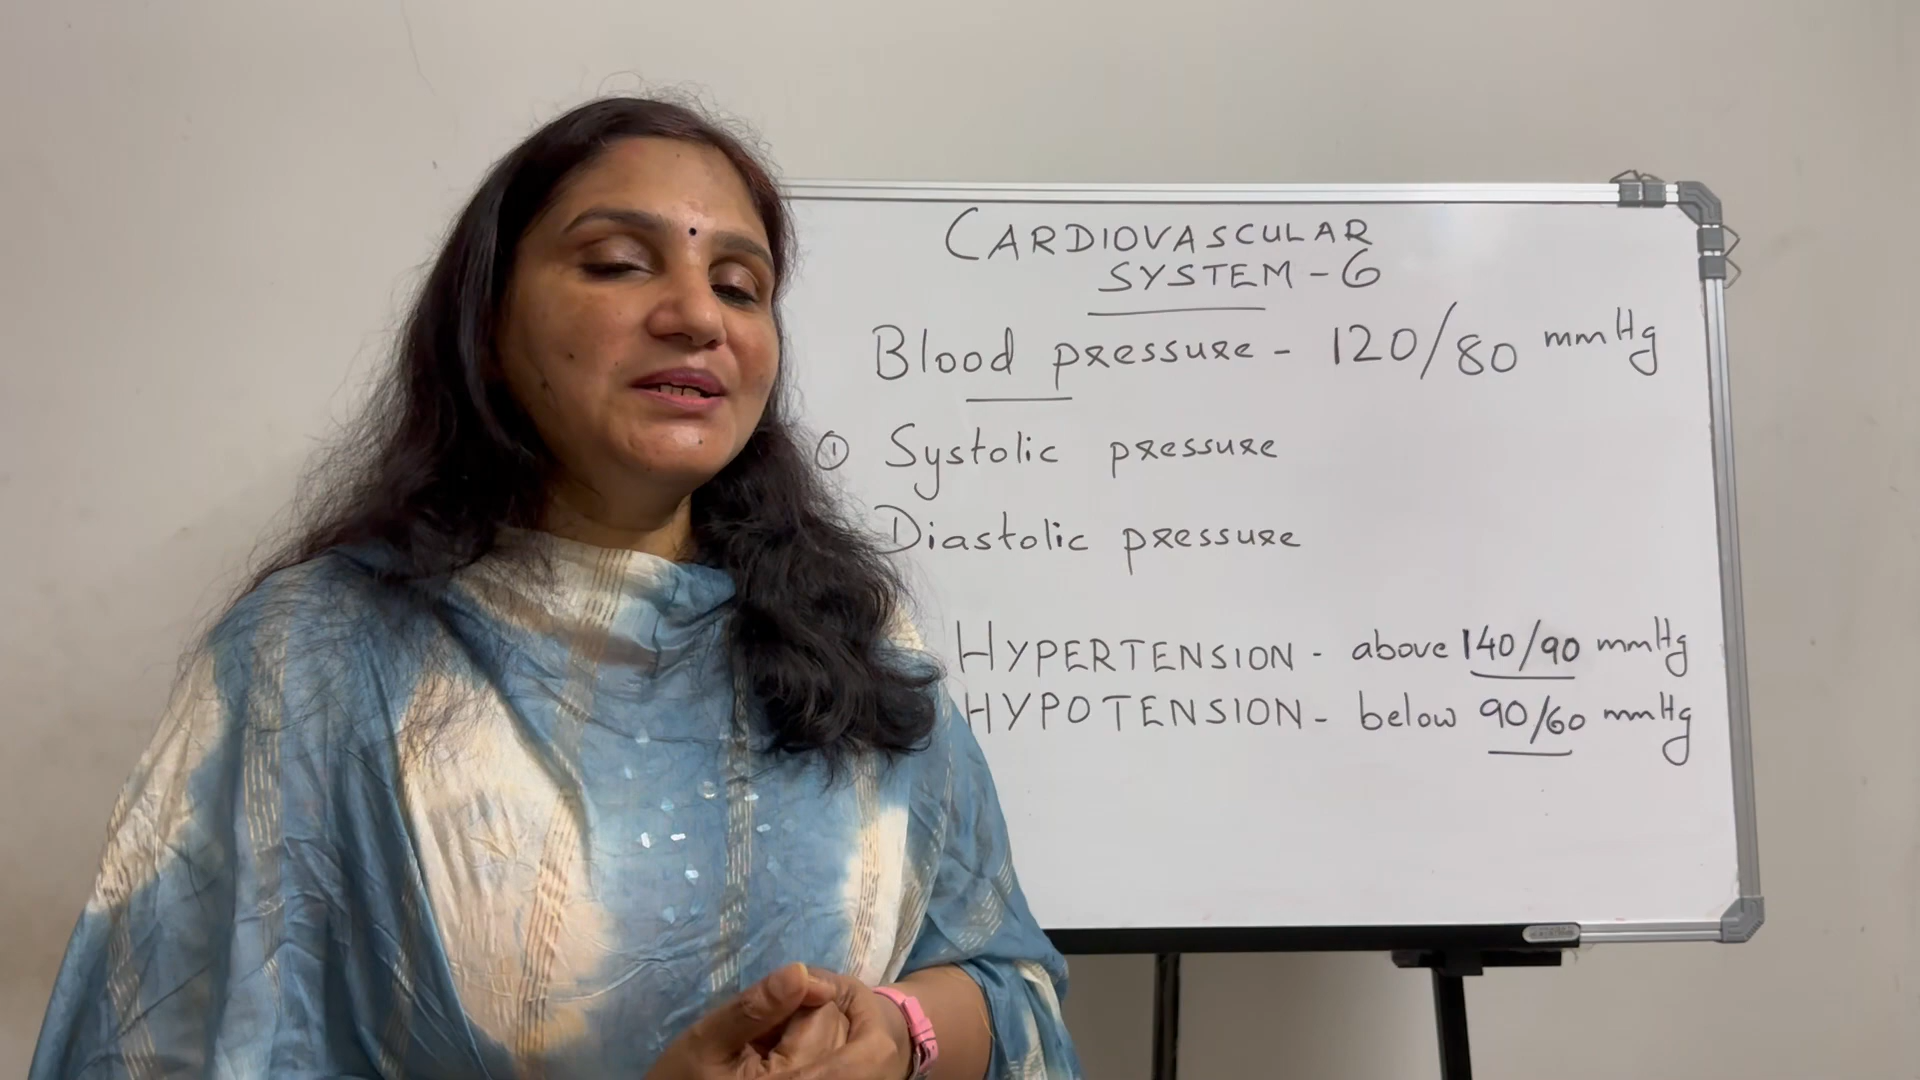 CARDIOVASCULAR
SYSTEM - 6
Blood pressure - 120/80 mmHg
① Systolic pressure
Diastolic pressure
HYPERTENSION - above 140/90 mmHg
HYPOTENSION - below 90/60 mmHg